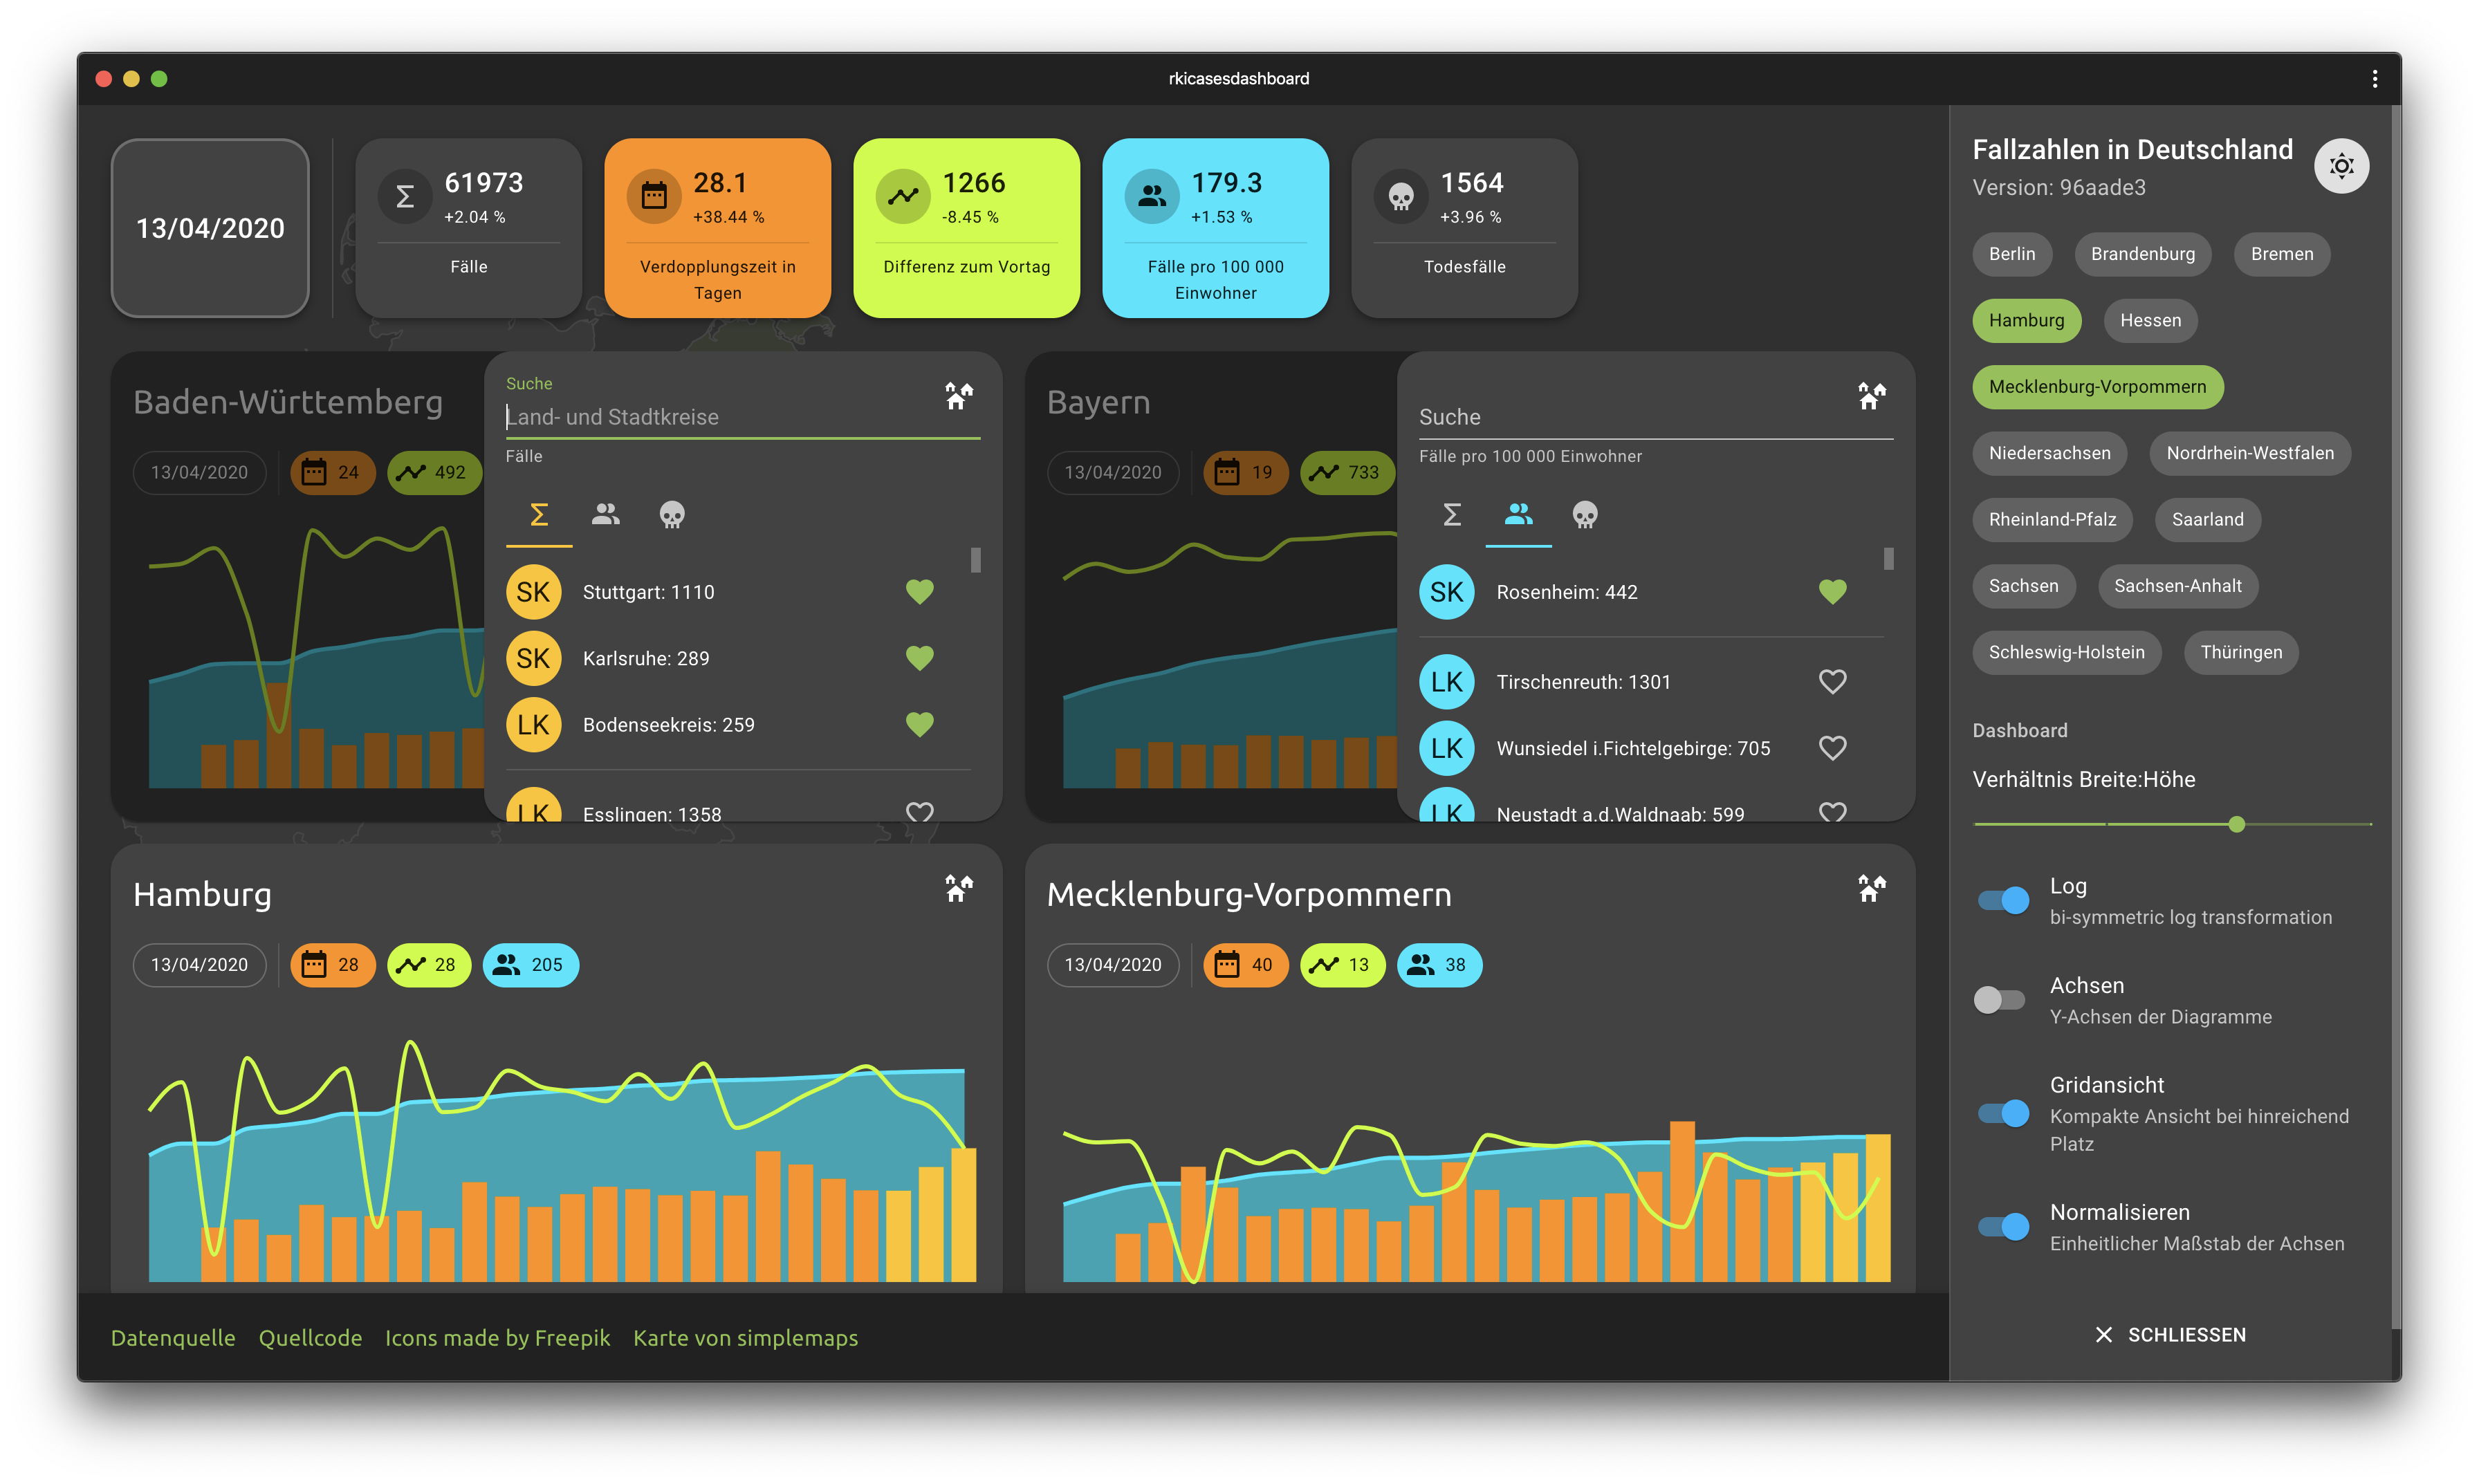 rkicasesdashboard
13/04/2020
61973
+2.04 %
Fälle
28.1
+38.44 %
Verdopplungszeit in
Tagen
1266
-8.45 %
Differenz zum Vortag
179.3
+1.53 %
Fälle pro 100 000
Einwohner
1564
+3.96 %
Todesfälle
Baden-Württemberg
13/04/2020
24
492
Suche
Land- und Stadtkreise
Fälle
SK
Stuttgart: 1110
SK
Karlsruhe: 289
LK
Bodenseekreis: 259
LK
Esslingen: 1358
Bayern
13/04/2020
19
733
Suche
Fälle pro 100 000 Einwohner
SK
Rosenheim: 442
LK
Tirschenreuth: 1301
LK
Wunsiedel i.Fichtelgebirge: 705
LK
Neustadt a.d.Waldnaab: 599
Hamburg
13/04/2020
28
28
205
Mecklenburg-Vorpommern
13/04/2020
40
13
38
Datenquelle
Quellcode
Icons made by Freepik
Karte von simplemaps
Fallzahlen in Deutschland
Version: 96aade3
Berlin
Brandenburg
Bremen
Hamburg
Hessen
Mecklenburg-Vorpommern
Niedersachsen
Nordrhein-Westfalen
Rheinland-Pfalz
Saarland
Sachsen
Sachsen-Anhalt
Schleswig-Holstein
Thüringen
Dashboard
Verhältnis Breite:Höhe
Log
bi-symmetric log transformation
Achsen
Y-Achsen der Diagramme
Gridansicht
Kompakte Ansicht bei hinreichend
Platz
Normalisieren
Einheitlicher Maßstab der Achsen
SCHLIESSEN